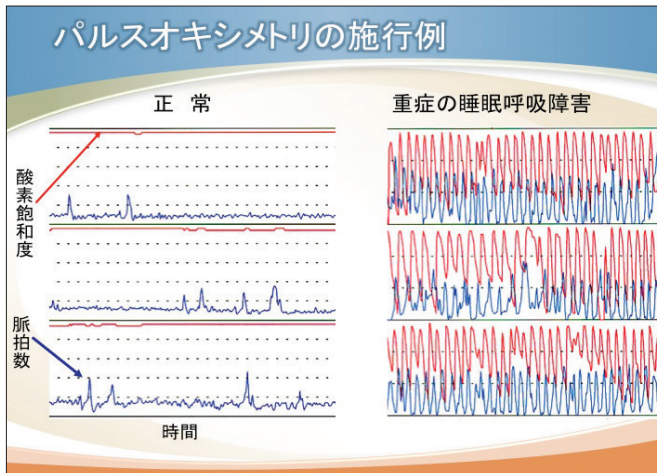 パルスオキシメトリの施行例
正 常
重症の睡眠呼吸障害
酸素飽和度
脈拍数
時間